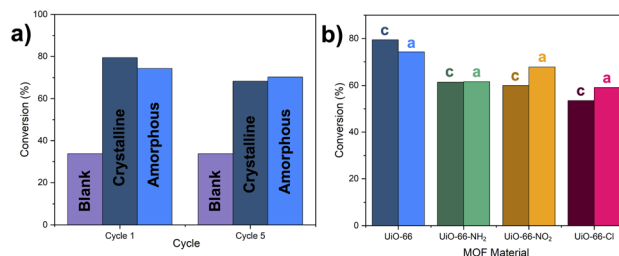 a)
Conversion (%)
100
80
60
40
20
0
Blank
Crystalline
Amorphous
Blank
Crystalline
Amorphous
Cycle 1
Cycle 5
Cycle
b)
Conversion (%)
80
60
40
20
0
c a
c a
c a
c a
UiO-66
UiO-66-NH₂
UiO-66-NO₂
UiO-66-Cl
MOF Material